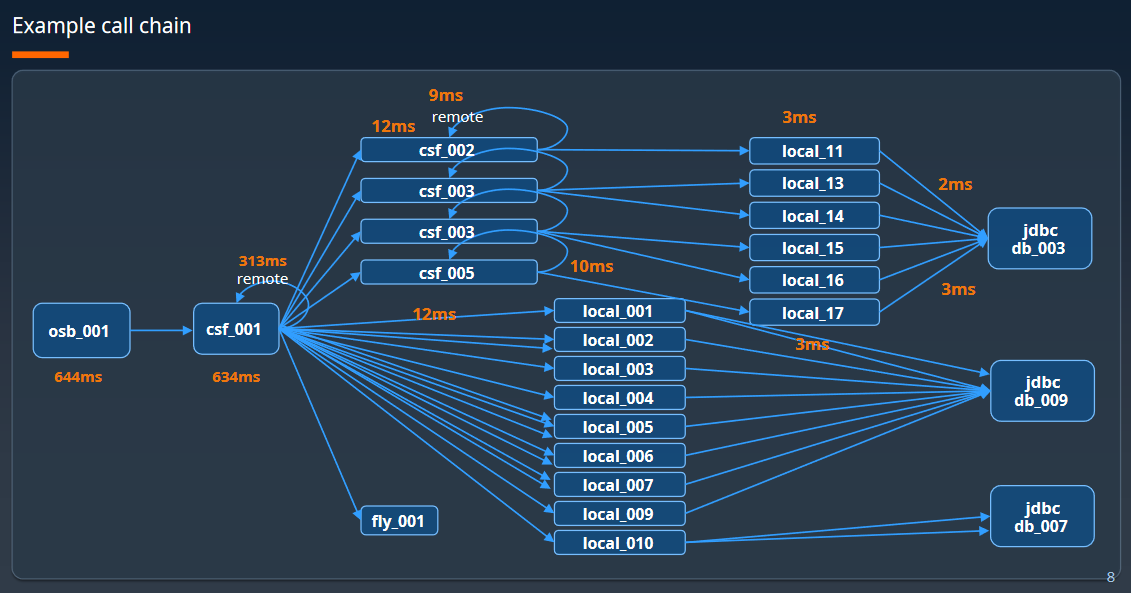 Example call chain
9ms
remote
12ms
csf_002
csf_003
csf_003
csf_005
10ms
3ms
local_11
local_13
local_14
local_15
local_16
local_17
2ms
3ms
jdbc
db_003
313ms
remote
osb_001
644ms
csf_001
634ms
12ms
local_001
local_002
local_003
local_004
local_005
local_006
local_007
local_009
local_010
3ms
jdbc
db_009
jdbc
db_007
fly_001
8